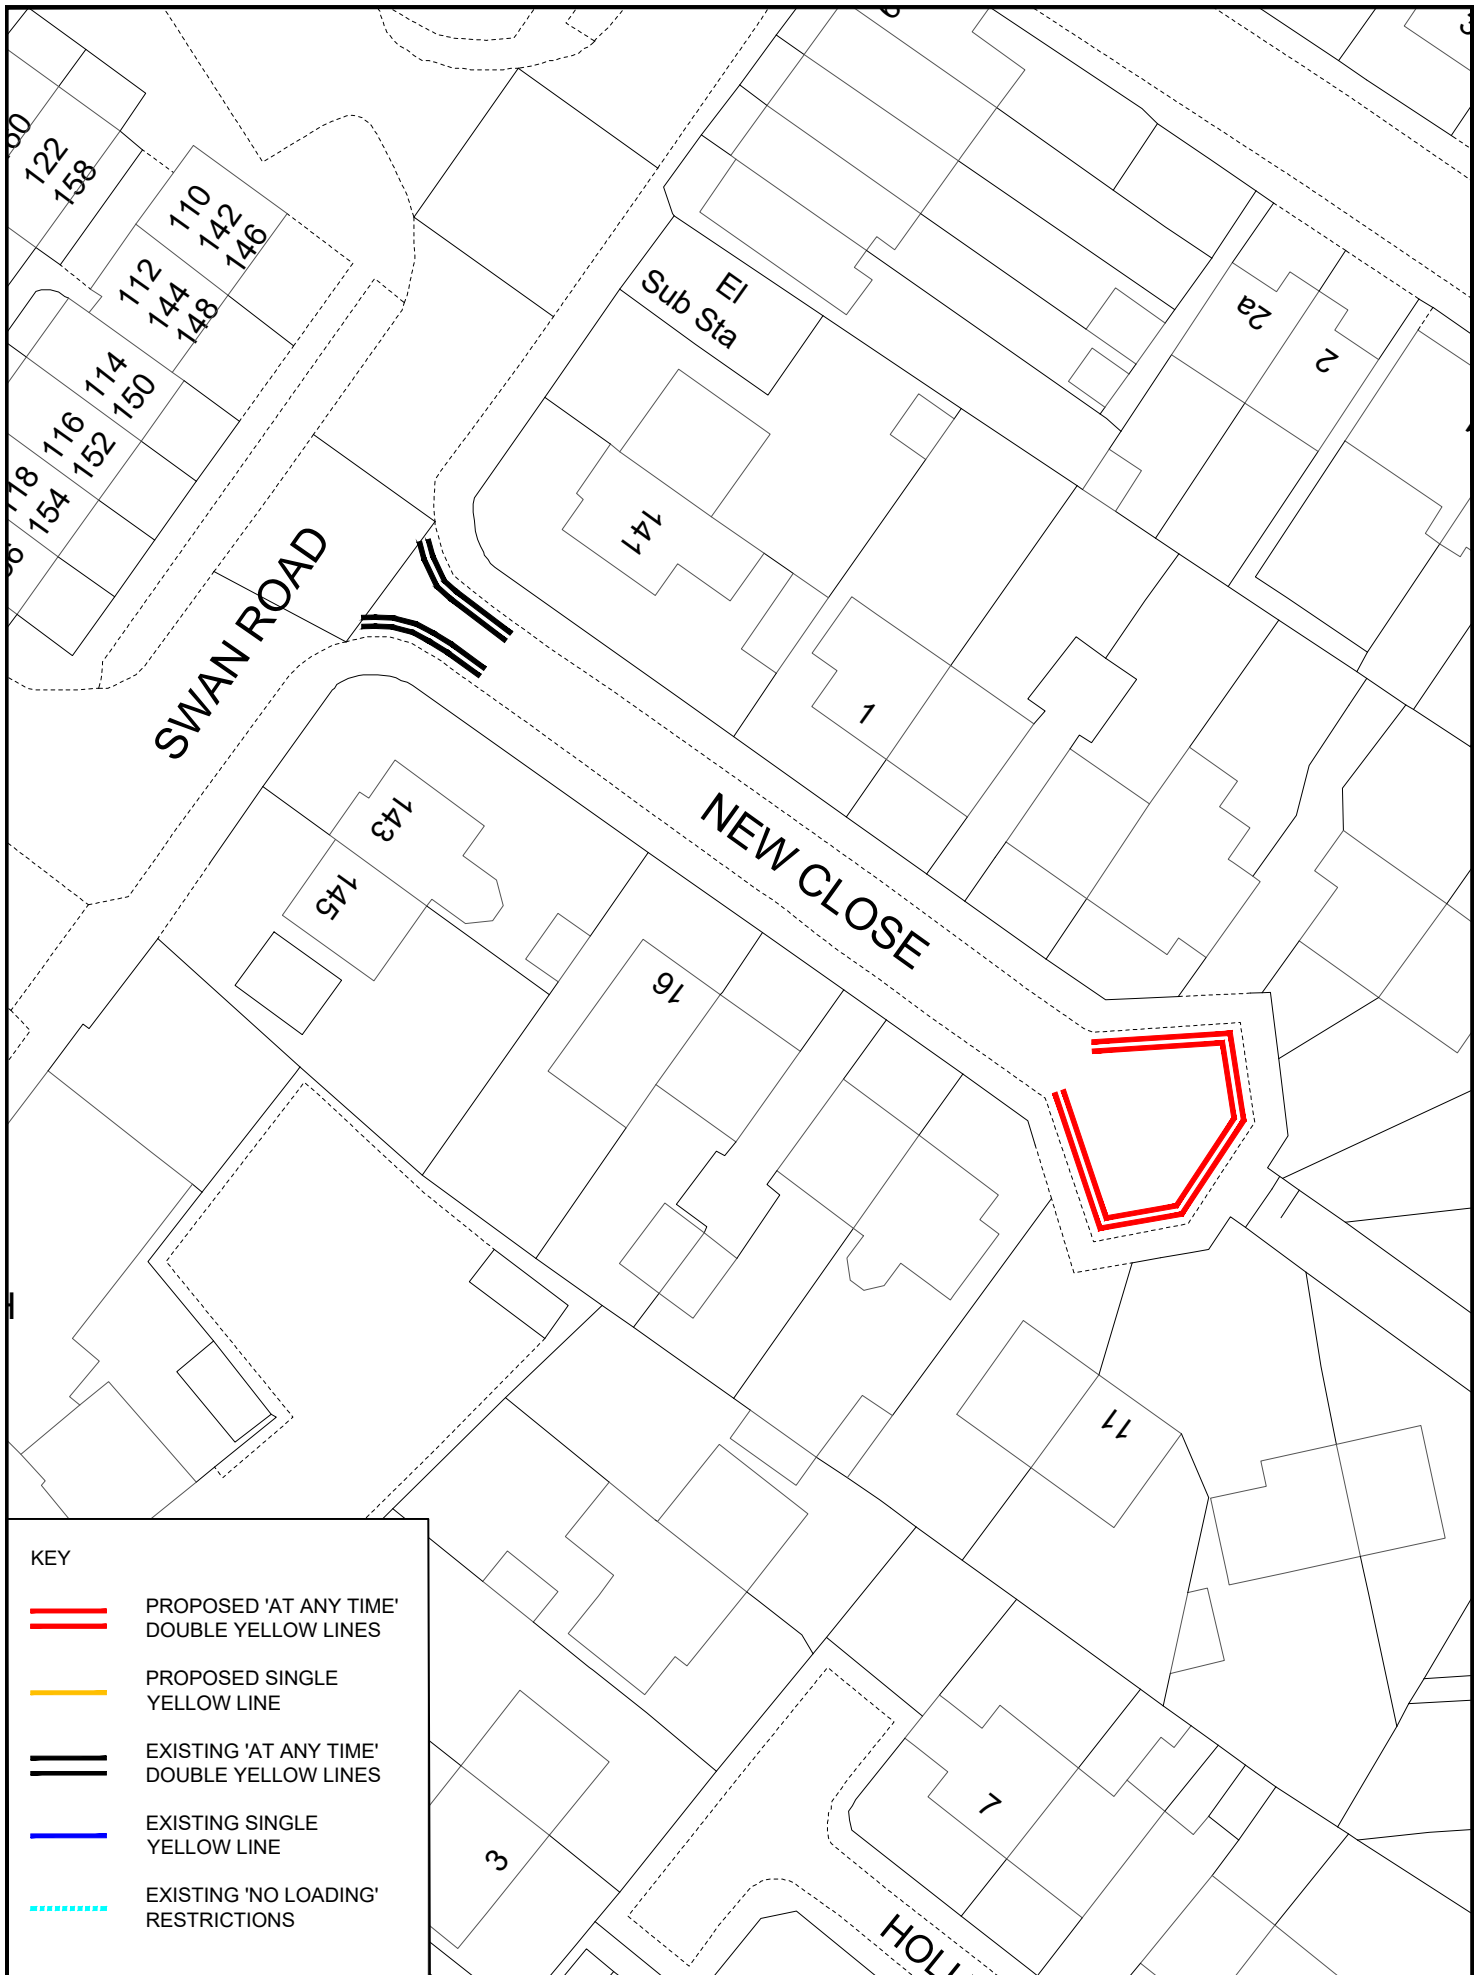 122
158
110
142
146
112
144
148
114
150
116
152
154
El
Sub Sta
2a
2
141
SWAN ROAD
1
143
145
NEW CLOSE
16
11
7
3
KEY
PROPOSED 'AT ANY TIME'
DOUBLE YELLOW LINES
PROPOSED SINGLE
YELLOW LINE
EXISTING 'AT ANY TIME'
DOUBLE YELLOW LINES
EXISTING SINGLE
YELLOW LINE
EXISTING 'NO LOADING'
RESTRICTIONS